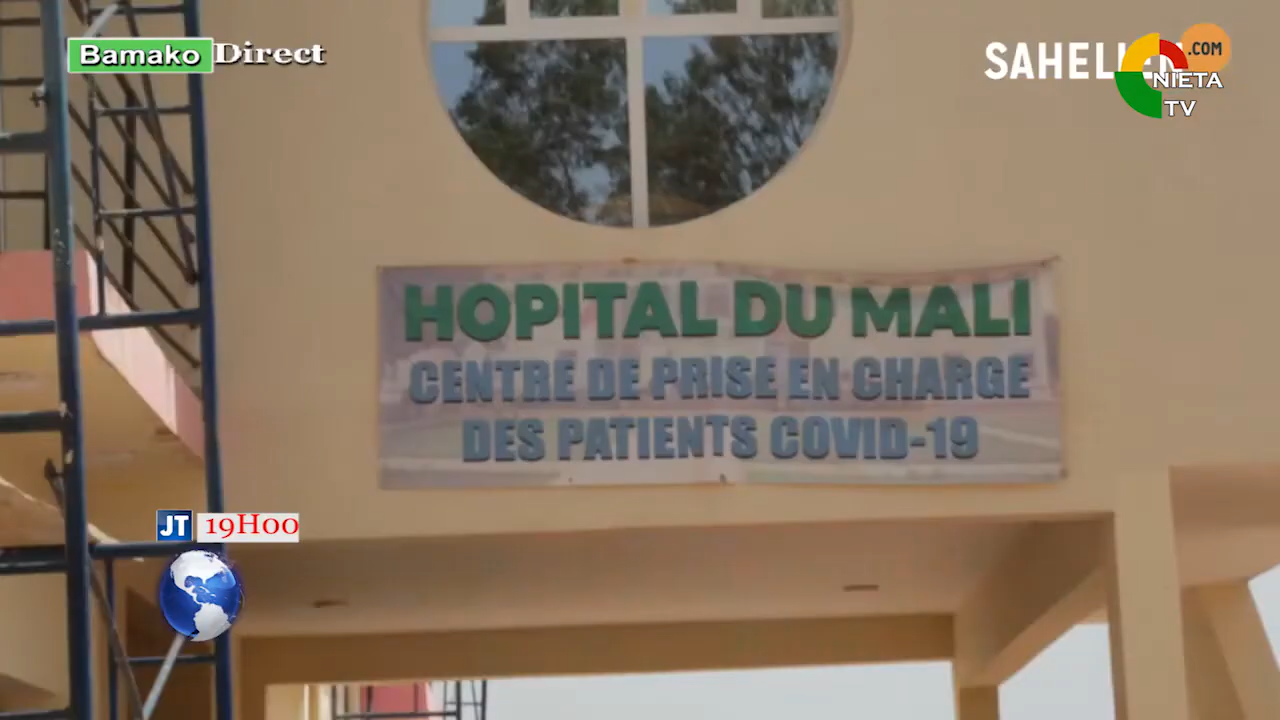 Bamako Direct
SAHEL
.COM
NIETA
TV
HOPITAL DU MALI
CENTRE DE PRISE EN CHARGE
DES PATIENTS COVID-19
JT 19H00